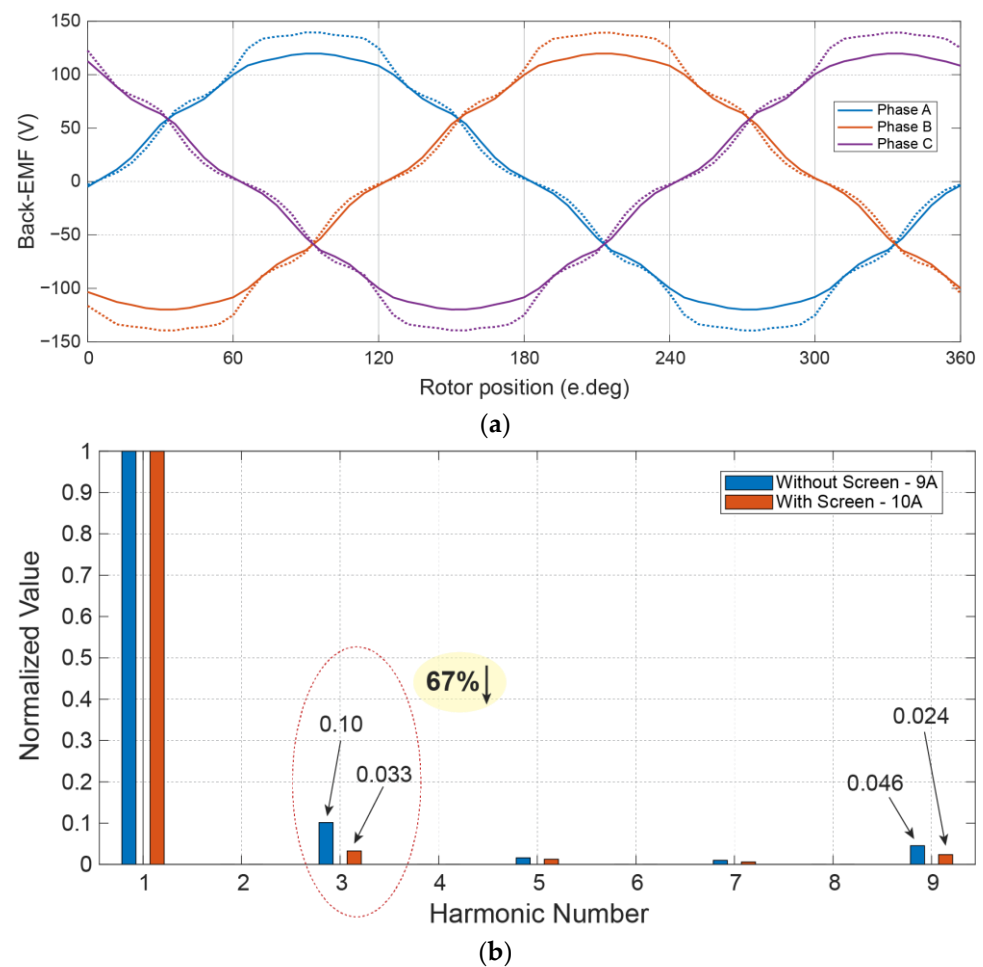 150
100
50
0
−50
−100
−150
Back-EMF (V)
Phase A
Phase B
Phase C
0 60 120 180 240 300 360
Rotor position (e.deg)
(a)
1
0.9
0.8
0.7
0.6
0.5
0.4
0.3
0.2
0.1
0
Normalized Value
Without Screen - 9A
With Screen - 10A
67%↓
0.10
0.033
0.024
0.046
1 2 3 4 5 6 7 8 9
Harmonic Number
(b)